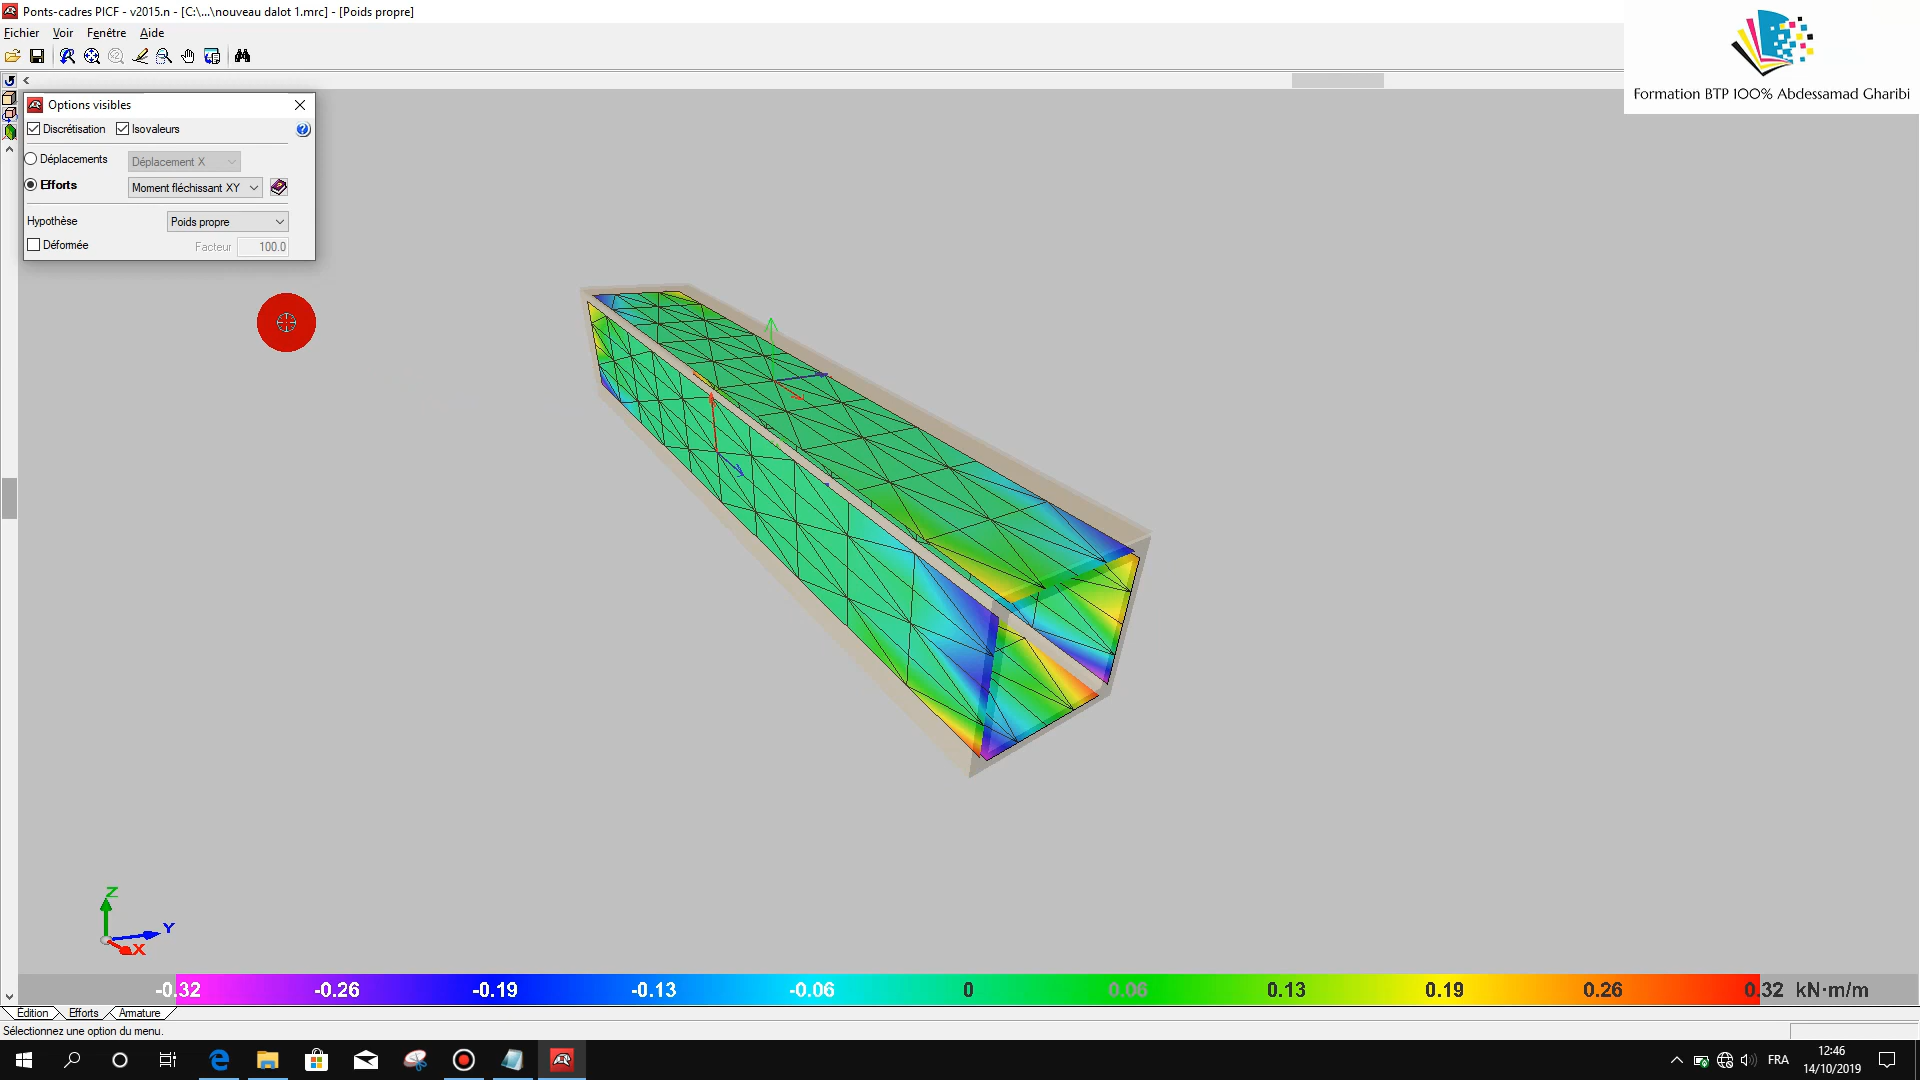 Ponts-cadres PICF - v2015.n - [C:\...\nouveau dalot 1.mrc] - [Poids propre]
Fichier Voir Fenêtre Aide
Formation BTP 100% Abdessamad Gharibi
Options visibles
Discrétisation Isovaleurs
Déplacements Déplacement X
Efforts Moment fléchissant XY
Hypothèse Poids propre
Déformée Facteur 100.0
Z
Y
X
-0.32 -0.26 -0.19 -0.13 -0.06 0 0.06 0.13 0.19 0.26 0.32 kN·m/m
Edition Efforts Armature
Sélectionnez une option du menu.
FRA
12:46
14/10/2019